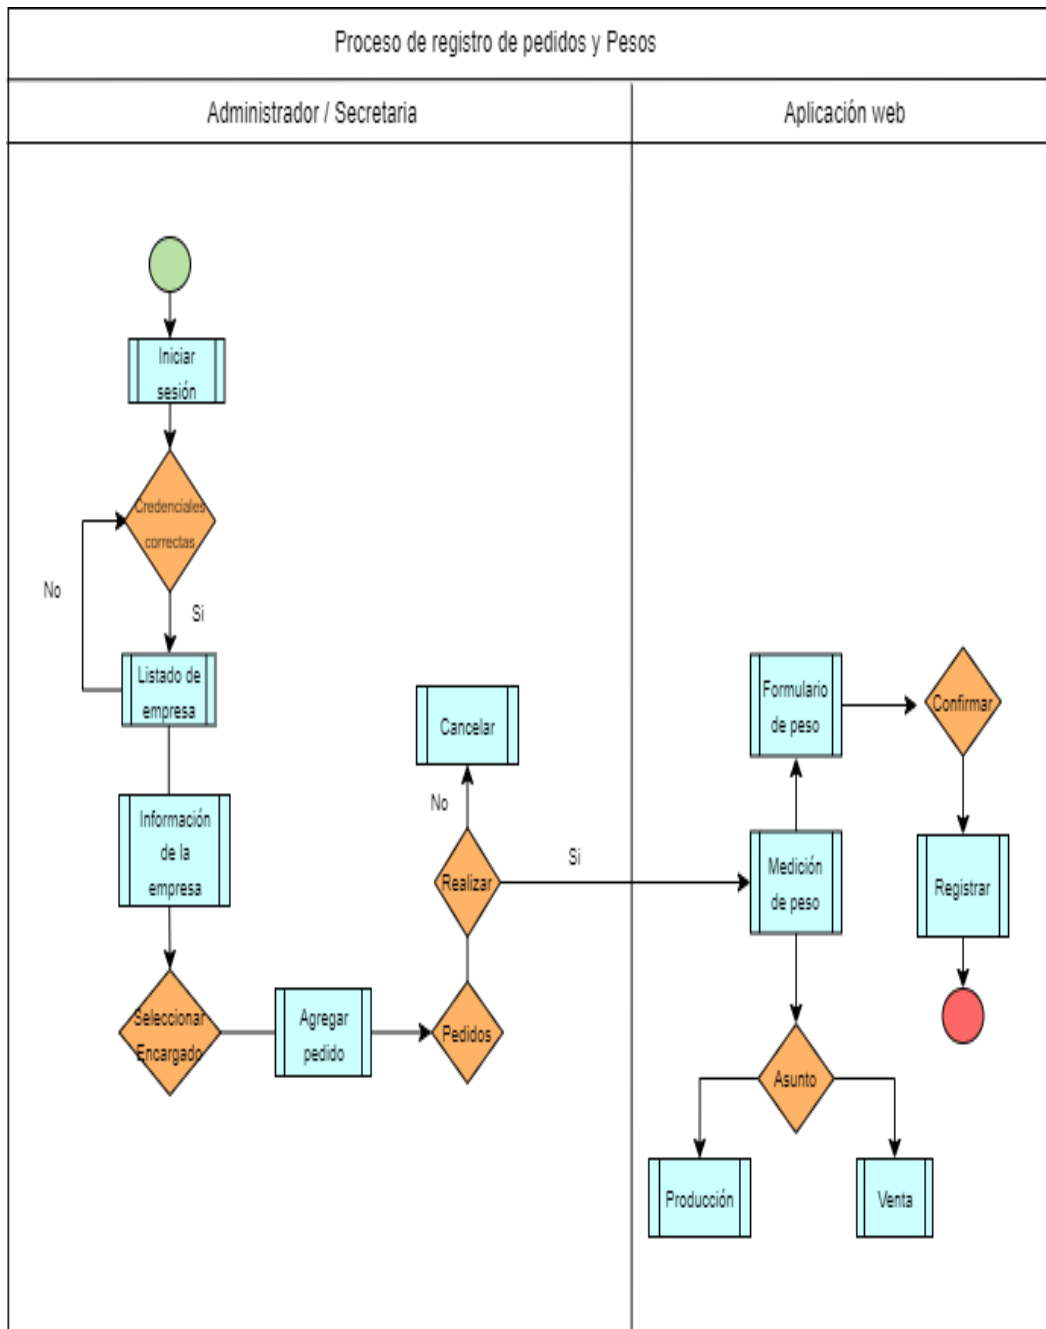 Proceso de registro de pedidos y Pesos
Administrador / Secretaria
Aplicación web
Iniciar
sesión
Credenciales
correctas
No
Si
Listado de
empresa
Información
de la
empresa
Seleccionar
Encargado
Agregar
pedido
Pedidos
Realizar
No
Cancelar
Si
Medición
de peso
Formulario
de peso
Confirmar
Registrar
Asunto
Producción
Venta